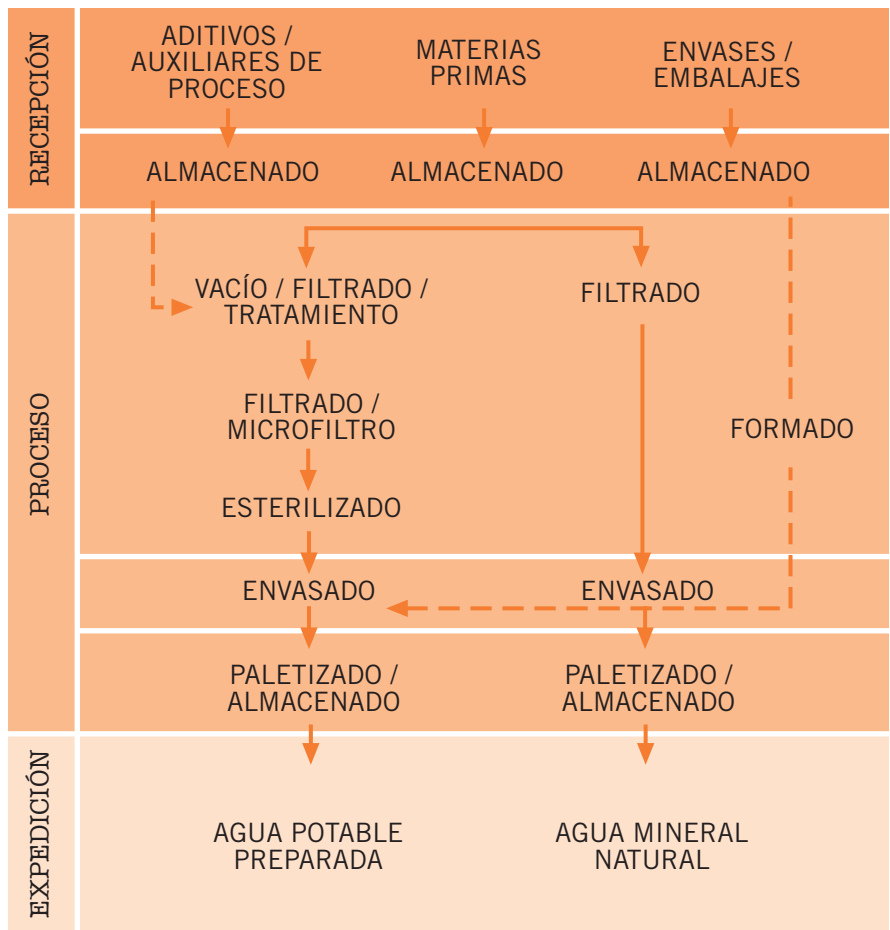 RECEPCIÓN
ADITIVOS /
AUXILIARES DE
PROCESO
MATERIAS
PRIMAS
ENVASES /
EMBALAJES
ALMACENADO
ALMACENADO
ALMACENADO
PROCESO
VACÍO / FILTRADO /
TRATAMIENTO
FILTRADO
FILTRADO /
MICROFILTRO
FORMADO
ESTERILIZADO
ENVASADO
ENVASADO
PALETIZADO /
ALMACENADO
PALETIZADO /
ALMACENADO
EXPEDICIÓN
AGUA POTABLE
PREPARADA
AGUA MINERAL
NATURAL